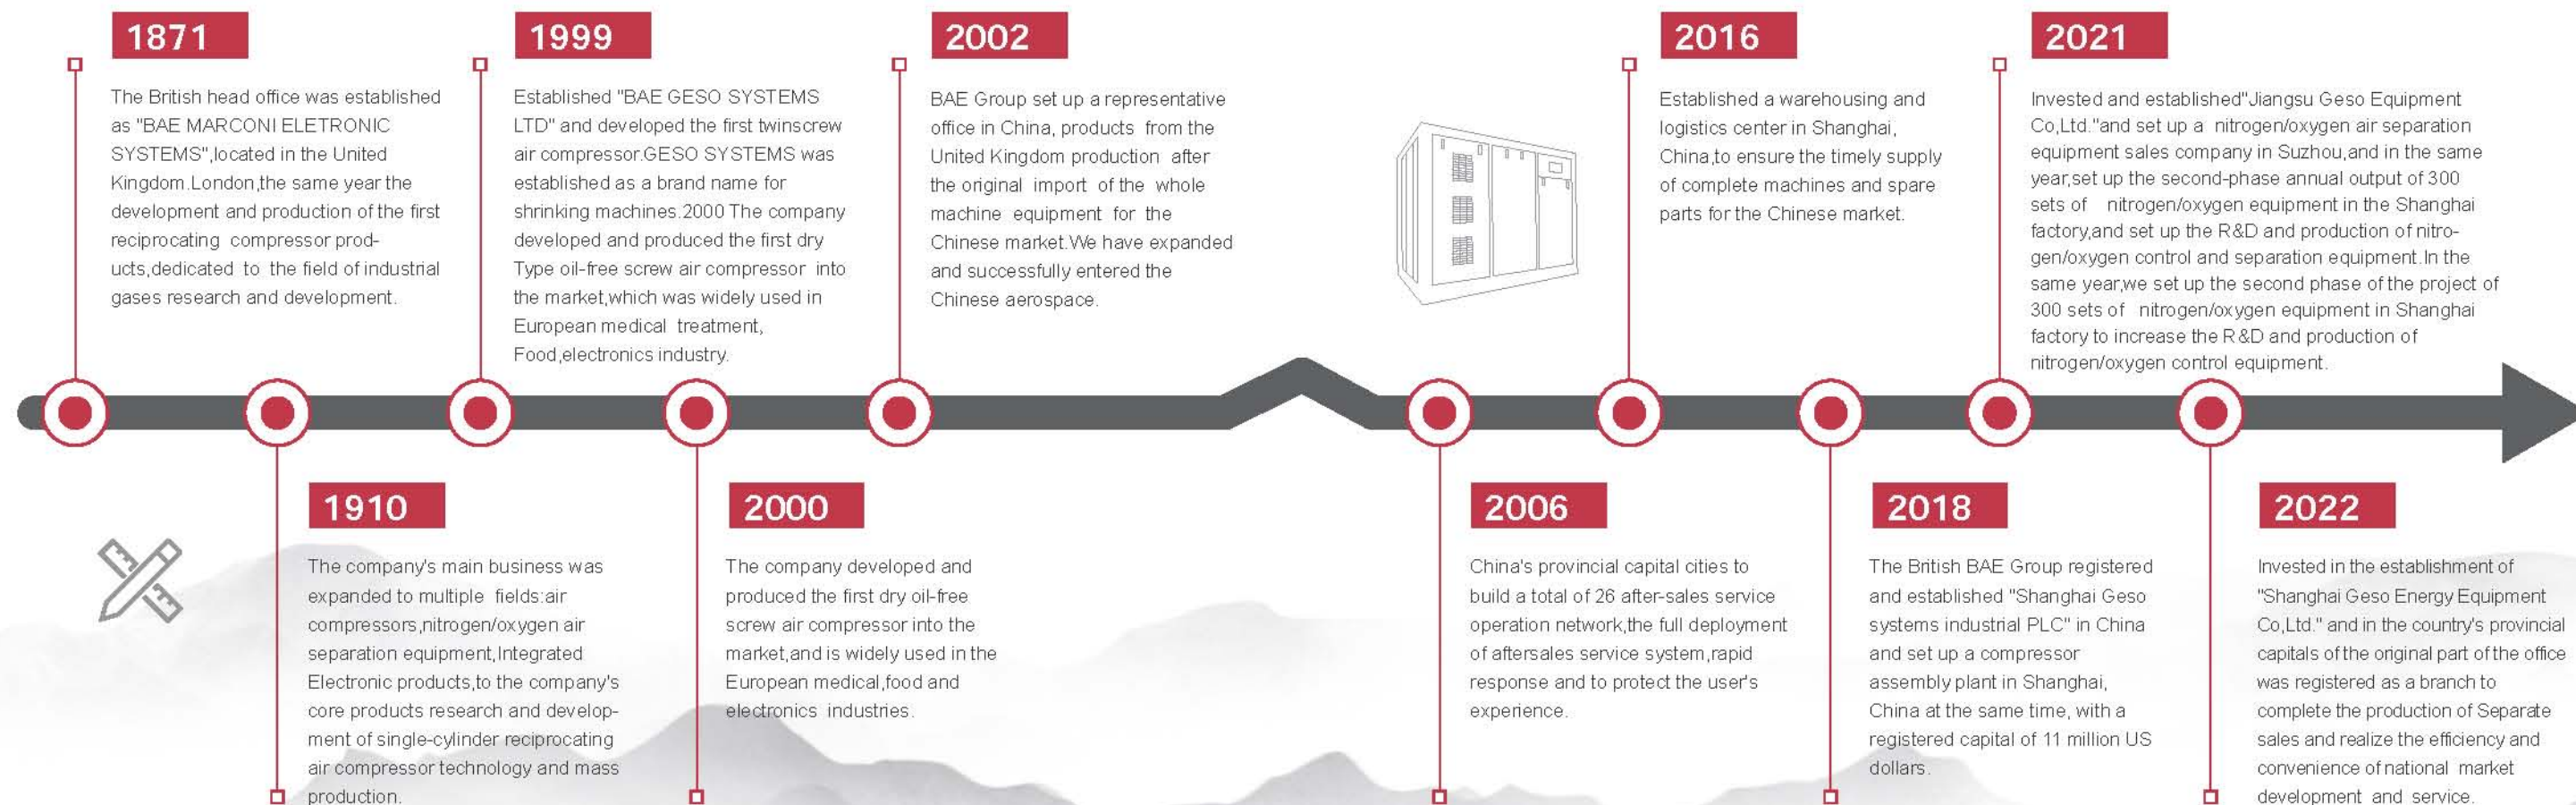 1871
The British head office was established
as "BAE MARCONI ELETRONIC
SYSTEMS",located in the United
Kingdom.London,the same year the
development and production of the first
reciprocating compressor prod-
ucts,dedicated to the field of industrial
gases research and development.
1910
The company's main business was
expanded to multiple fields:air
compressors,nitrogen/oxygen air
separation equipment,Integrated
Electronic products,to the company's
core products research and develop-
ment of single-cylinder reciprocating
air compressor technology and mass
production.
1999
Established "BAE GESO SYSTEMS
LTD" and developed the first twinscrew
air compressor.GESO SYSTEMS was
established as a brand name for
shrinking machines.2000 The company
developed and produced the first dry
Type oil-free screw air compressor into
the market,which was widely used in
European medical treatment,
Food,electronics industry.
2000
The company developed and
produced the first dry oil-free
screw air compressor into the
market,and is widely used in the
European medical,food and
electronics industries.
2002
BAE Group set up a representative
office in China, products from the
United Kingdom production after
the original import of the whole
machine equipment for the
Chinese market.We have expanded
and successfully entered the
Chinese aerospace.
2006
China's provincial capital cities to
build a total of 26 after-sales service
operation network,the full deployment
of aftersales service system,rapid
response and to protect the user's
experience.
2016
Established a warehousing and
logistics center in Shanghai,
China,to ensure the timely supply
of complete machines and spare
parts for the Chinese market.
2018
The British BAE Group registered
and established "Shanghai Geso
systems industrial PLC" in China
and set up a compressor
assembly plant in Shanghai,
China at the same time, with a
registered capital of 11 million US
dollars.
2021
Invested and established"Jiangsu Geso Equipment
Co,Ltd."and set up a nitrogen/oxygen air separation
equipment sales company in Suzhou,and in the same
year,set up the second-phase annual output of 300
sets of nitrogen/oxygen equipment in the Shanghai
factory,and set up the R&D and production of nitro-
gen/oxygen control and separation equipment.In the
same year,we set up the second phase of the project of
300 sets of nitrogen/oxygen equipment in Shanghai
factory to increase the R&D and production of
nitrogen/oxygen control equipment.
2022
Invested in the establishment of
"Shanghai Geso Energy Equipment
Co,Ltd." and in the country's provincial
capitals of the original part of the office
was registered as a branch to
complete the production of Separate
sales and realize the efficiency and
convenience of national market
development and service.